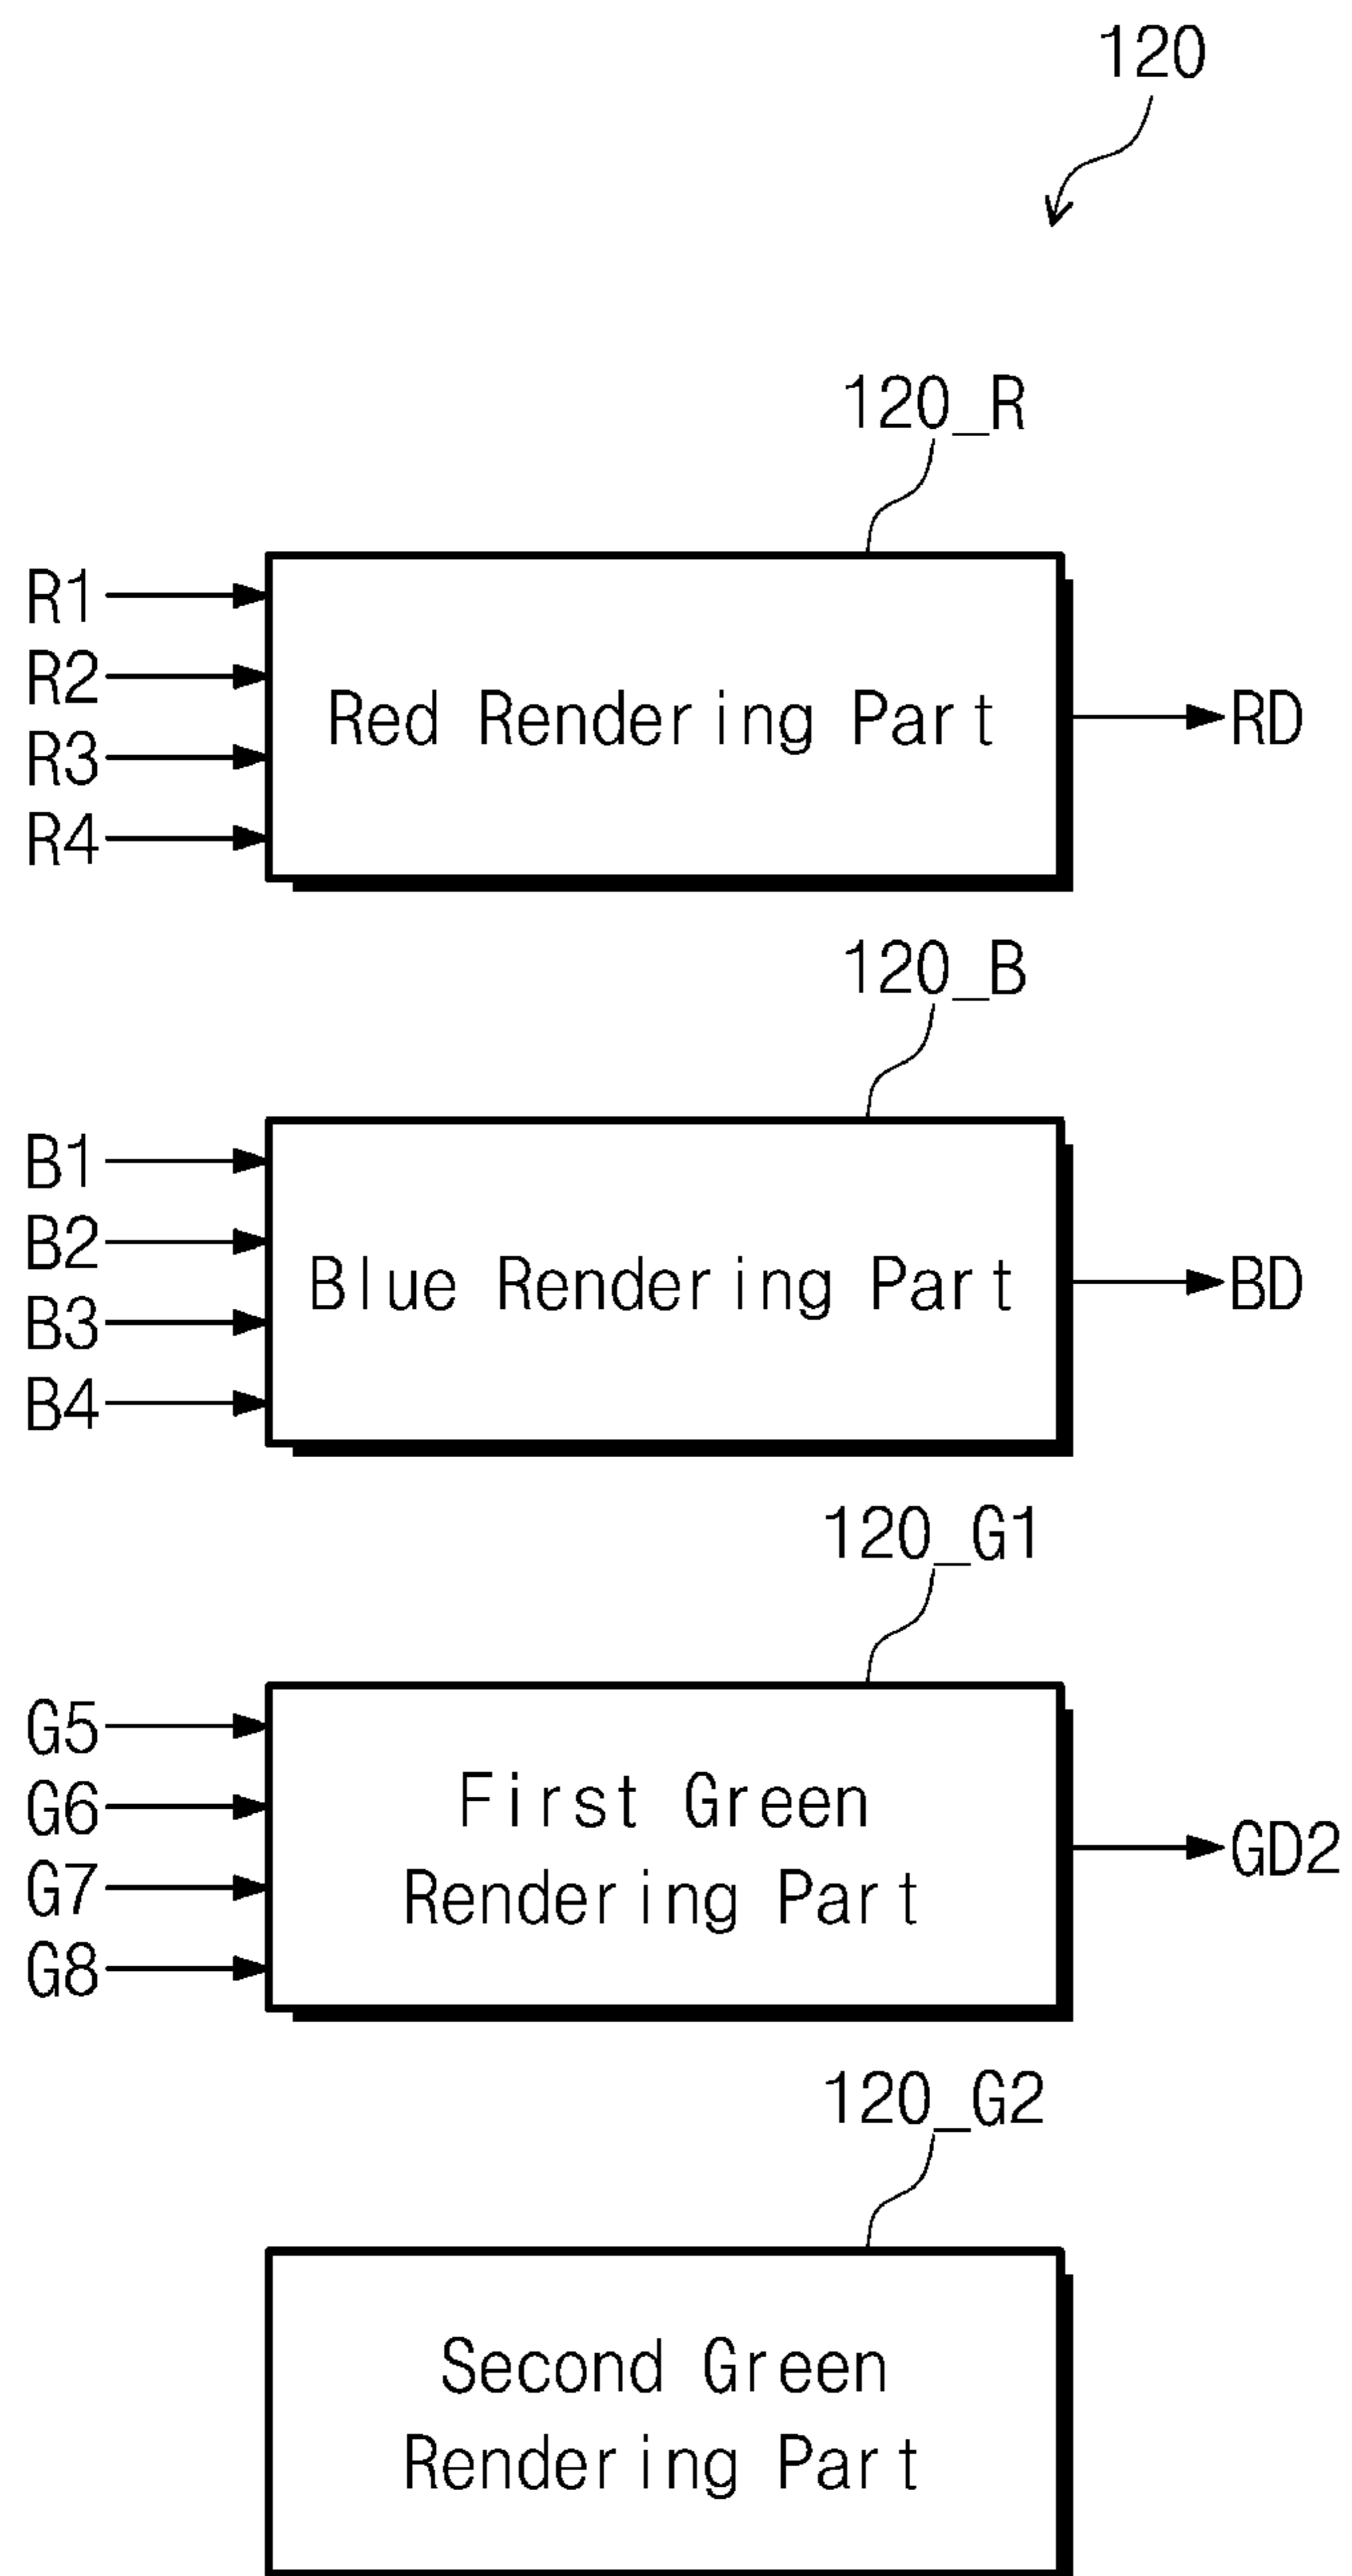 120
120_R
R1
R2
R3
R4
Red Rendering Part
RD
120_B
B1
B2
B3
B4
Blue Rendering Part
BD
120_G1
G5
G6
G7
G8
First Green
Rendering Part
GD2
120_G2
Second Green
Rendering Part